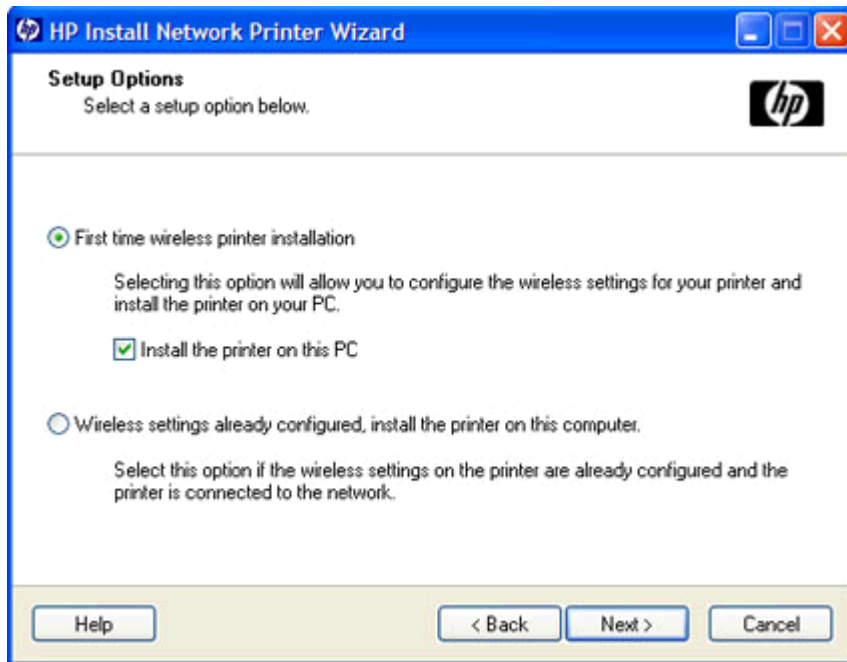 HP Install Network Printer Wizard
Setup Options
Select a setup option below.
hp
First time wireless printer installation
Selecting this option will allow you to configure the wireless settings for your printer and
install the printer on your PC.
Install the printer on this PC
Wireless settings already configured, install the printer on this computer.
Select this option if the wireless settings on the printer are already configured and the
printer is connected to the network.
Help
< Back
Next >
Cancel